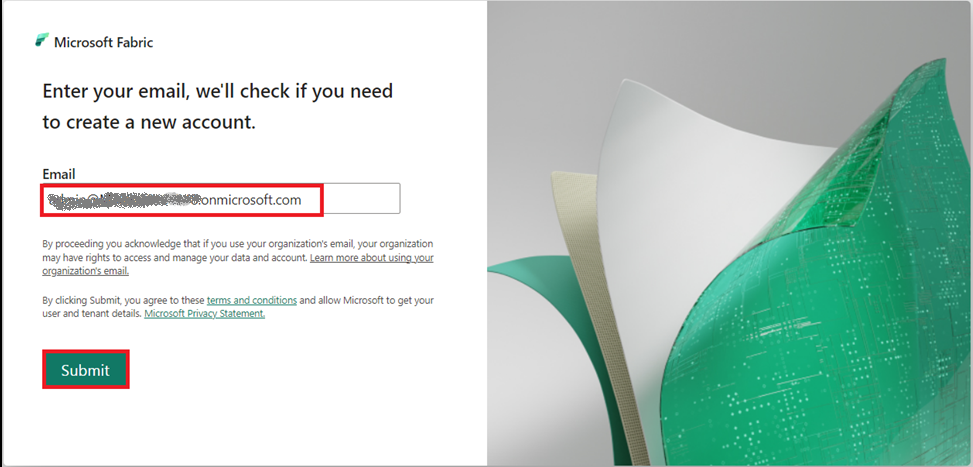 Microsoft Fabric
Enter your email, we'll check if you need
to create a new account.
Email
.onmicrosoft.com
By proceeding you acknowledge that if you use your organization's email, your organization
may have rights to access and manage your data and account. Learn more about using your
organization's email.
By clicking Submit, you agree to these terms and conditions and allow Microsoft to get your
user and tenant details. Microsoft Privacy Statement.
Submit